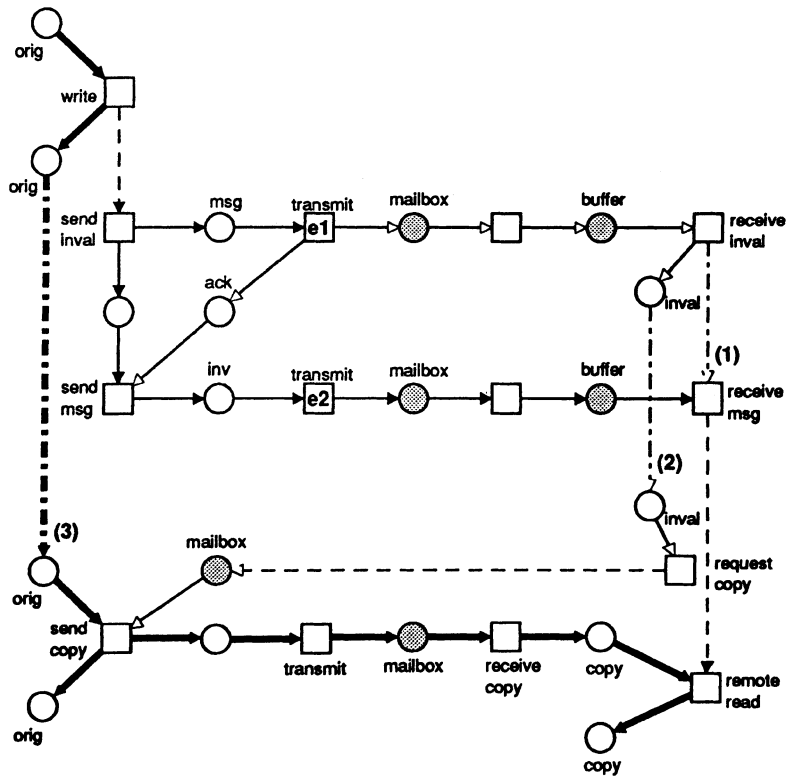 orig
write
orig
msg
transmit
mailbox
buffer
send
inval
e1
receive
inval
ack
inval
(1)
inv
transmit
mailbox
buffer
send
msg
e2
receive
msg
(2)
inval
(3)
mailbox
request
copy
orig
send
copy
transmit
mailbox
receive
copy
copy
remote
read
orig
copy